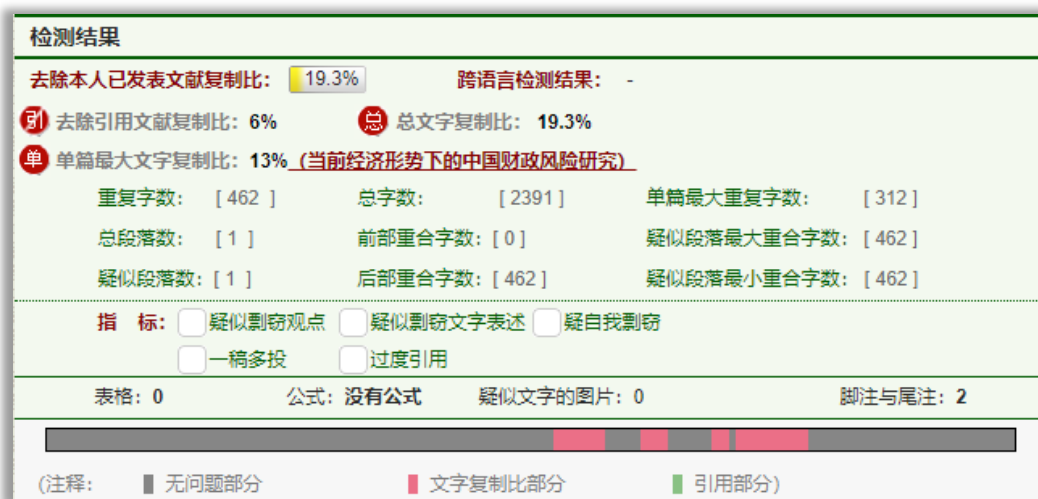 检测结果
去除本人已发表文献复制比: 19.3% 跨语言检测结果: -
引 去除引用文献复制比: 6% 总 总文字复制比: 19.3%
单 单篇最大文字复制比: 13% (当前经济形势下的中国财政风险研究)
重复字数: [ 462 ] 总字数: [ 2391 ] 单篇最大重复字数: [ 312 ]
总段落数: [ 1 ] 前部重合字数: [ 0 ] 疑似段落最大重合字数: [ 462 ]
疑似段落数: [ 1 ] 后部重合字数: [ 462 ] 疑似段落最小重合字数: [ 462 ]
指 标: 疑似剽窃观点 疑似剽窃文字表述 疑自我剽窃
一稿多投 过度引用
表格: 0 公式: 没有公式 疑似文字的图片: 0 脚注与尾注: 2
(注释: 无问题部分 文字复制比部分 引用部分)